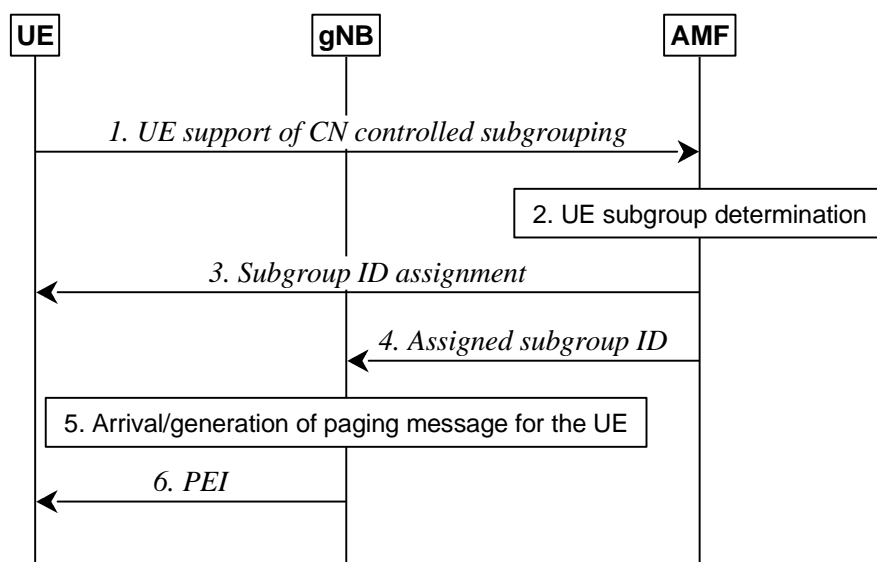 UE
gNB
AMF
1. UE support of CN controlled subgrouping
2. UE subgroup determination
3. Subgroup ID assignment
4. Assigned subgroup ID
5. Arrival/generation of paging message for the UE
6. PEI